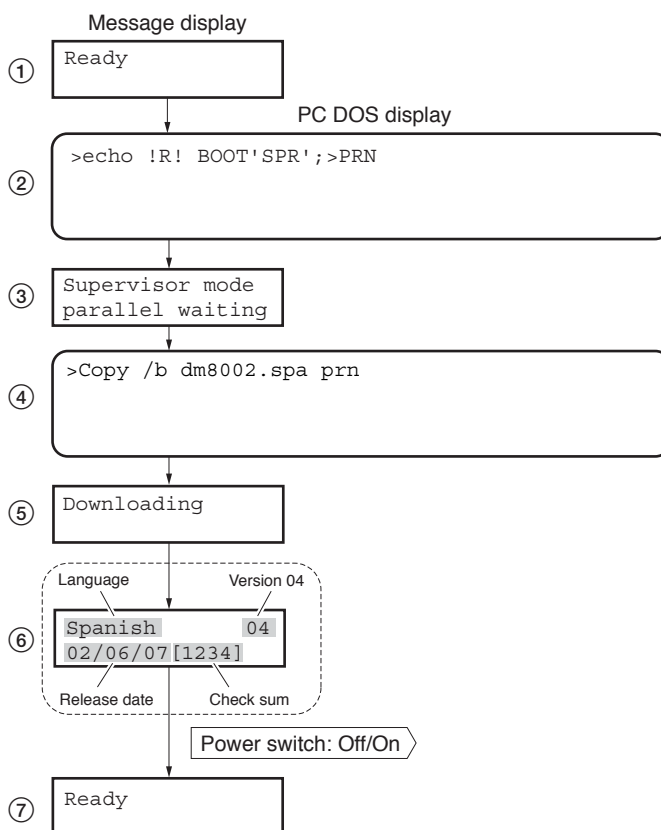 Message display
① Ready
PC DOS display
② >echo !R! BOOT'SPR';>PRN
③ Supervisor mode
parallel waiting
④ >Copy /b dm8002.spa prn
⑤ Downloading
Language Version 04
⑥ Spanish 04
02/06/07[1234]
Release date Check sum
Power switch: Off/On
⑦ Ready